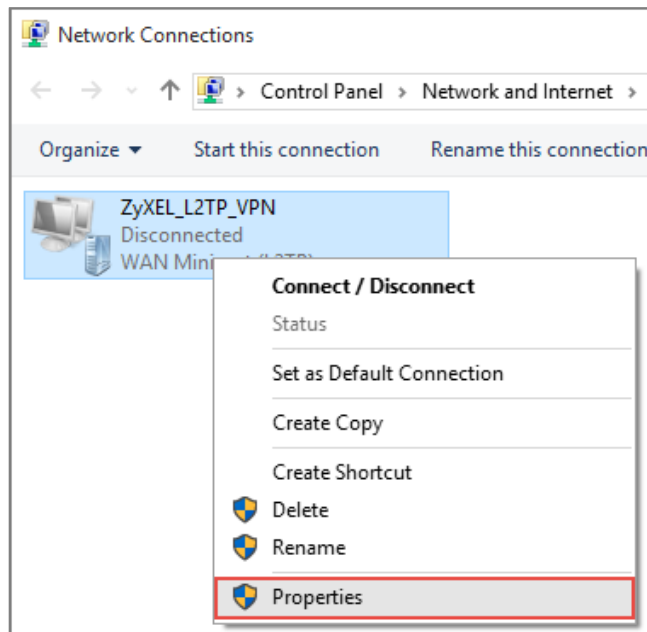 Network Connections
Control Panel > Network and Internet >
Organize Start this connection Rename this connection
ZyXEL_L2TP_VPN
Disconnected
WAN
Connect / Disconnect
Status
Set as Default Connection
Create Copy
Create Shortcut
Delete
Rename
Properties